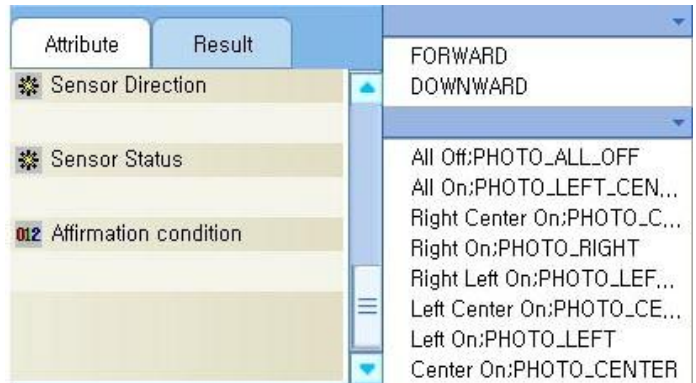 Attribute
Result
Sensor Direction
Sensor Status
012 Affirmation condition
FORWARD
DOWNWARD
All Off;PHOTO_ALL_OFF
All On;PHOTO_LEFT_CEN...
Right Center On;PHOTO_C...
Right On;PHOTO_RIGHT
Right Left On;PHOTO_LEF...
Left Center On;PHOTO_CE...
Left On;PHOTO_LEFT
Center On;PHOTO_CENTER